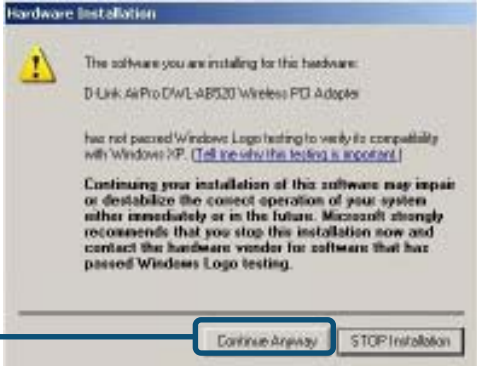 Hardware Installation
The software you are installing for this hardware:
D-Link AirPro DWL-AB520 Wireless PCI Adapter
has not passed Windows Logo testing to verify its compatibility
with Windows XP. (Tell me why this testing is important.)
Continuing your installation of this software may impair
or destabilize the correct operation of your system
either immediately or in the future. Microsoft strongly
recommends that you stop this installation now and
contact the hardware vendor for software that has
passed Windows Logo testing.
Continue Anyway STOP Installation